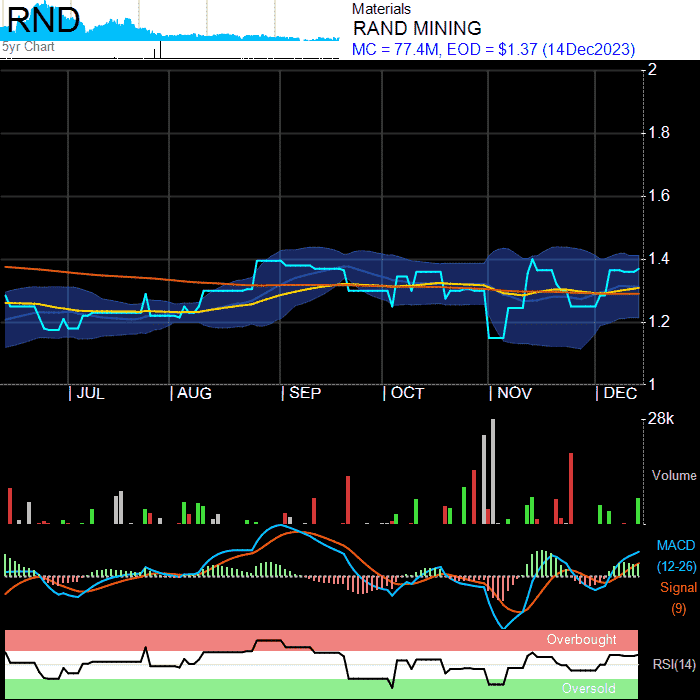 RND
5yr Chart
Materials
RAND MINING
MC = 77.4M, EOD = $1.37 (14Dec2023)
2
1.8
1.6
1.4
1.2
1
JUL
AUG
SEP
OCT
NOV
DEC
28k
Volume
MACD
(12-26)
Signal
(9)
Overbought
RSI(14)
Oversold